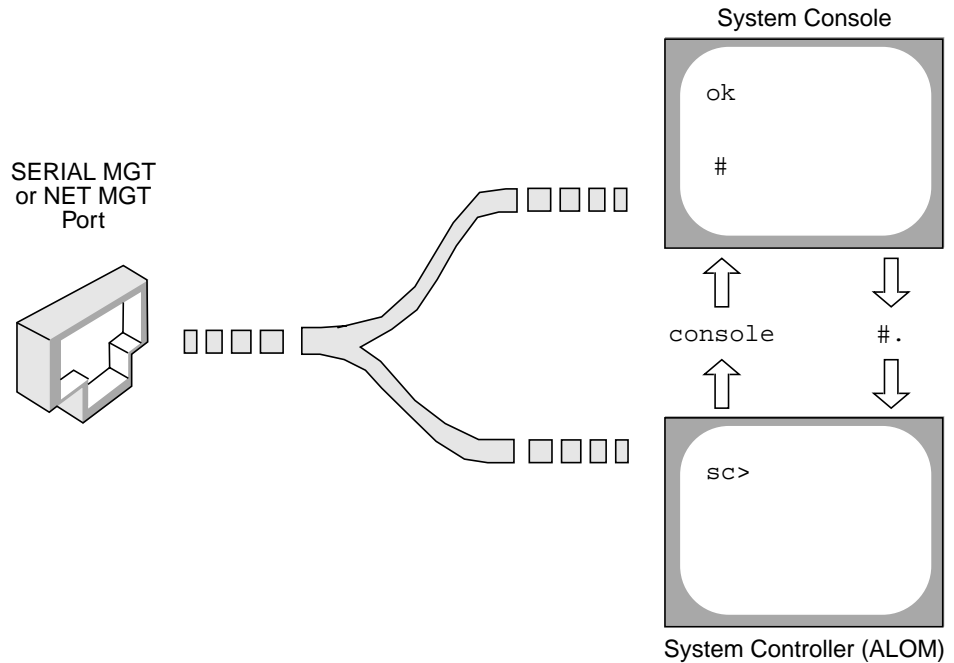 System Console
ok
#
SERIAL MGT
or NET MGT
Port
console
#.
sc>
System Controller (ALOM)